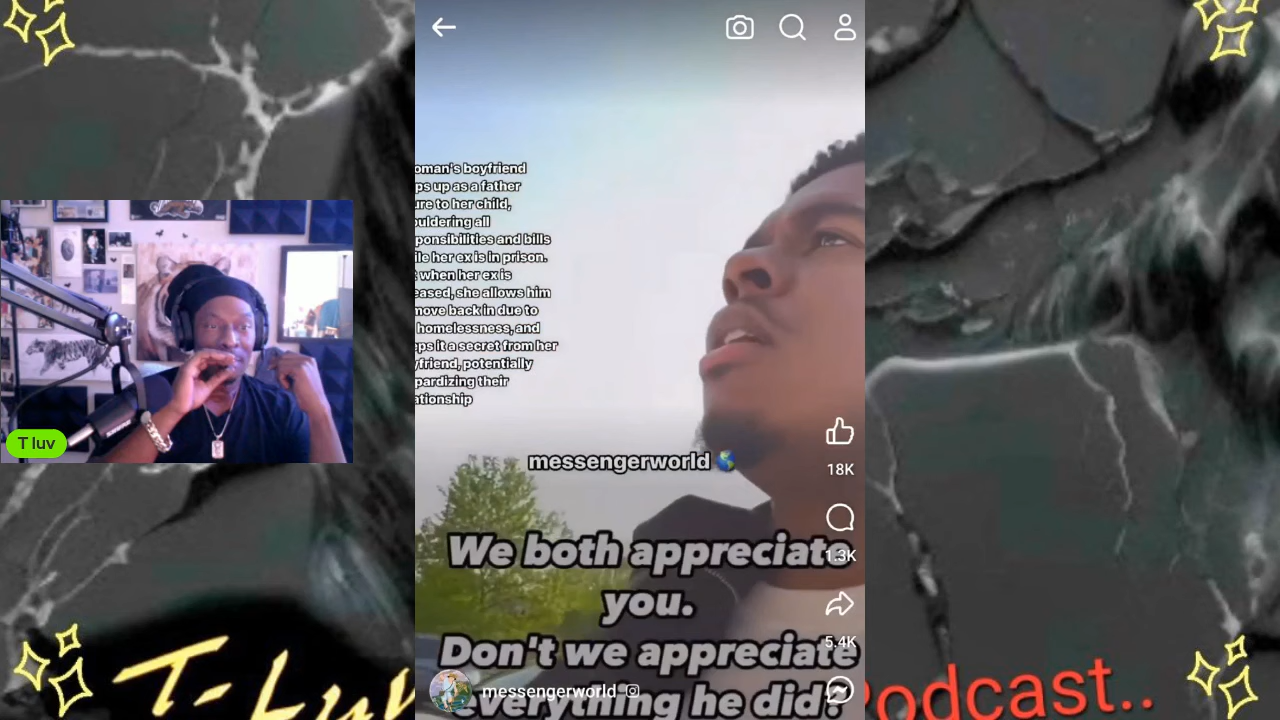 oman's boyfriend
ps up as a father
ure to her child,
ouldering all
ponsibilities and bills
ile her ex is in prison.
t when her ex is
eased, she allows him
move back in due to
homelessness, and
eps it a secret from her
yfriend, potentially
pardizing their
ationship
messengerworld 🌎
18K
We both appreciate
you.
Don't we appreciate
everything he did?
1.3K
5.4K
messengerworld
T luv
T-Luv
Podcast..